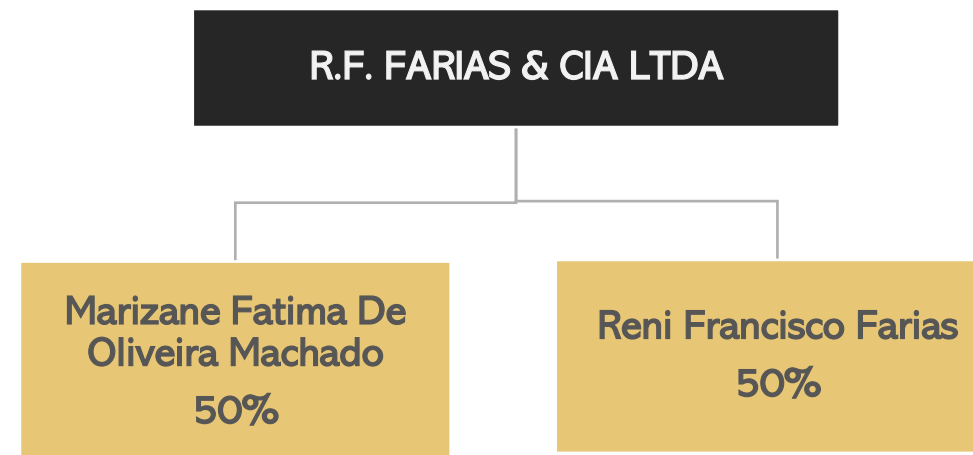 R.F. FARIAS & CIA LTDA
Marizane Fatima De
Oliveira Machado
50%
Reni Francisco Farias
50%